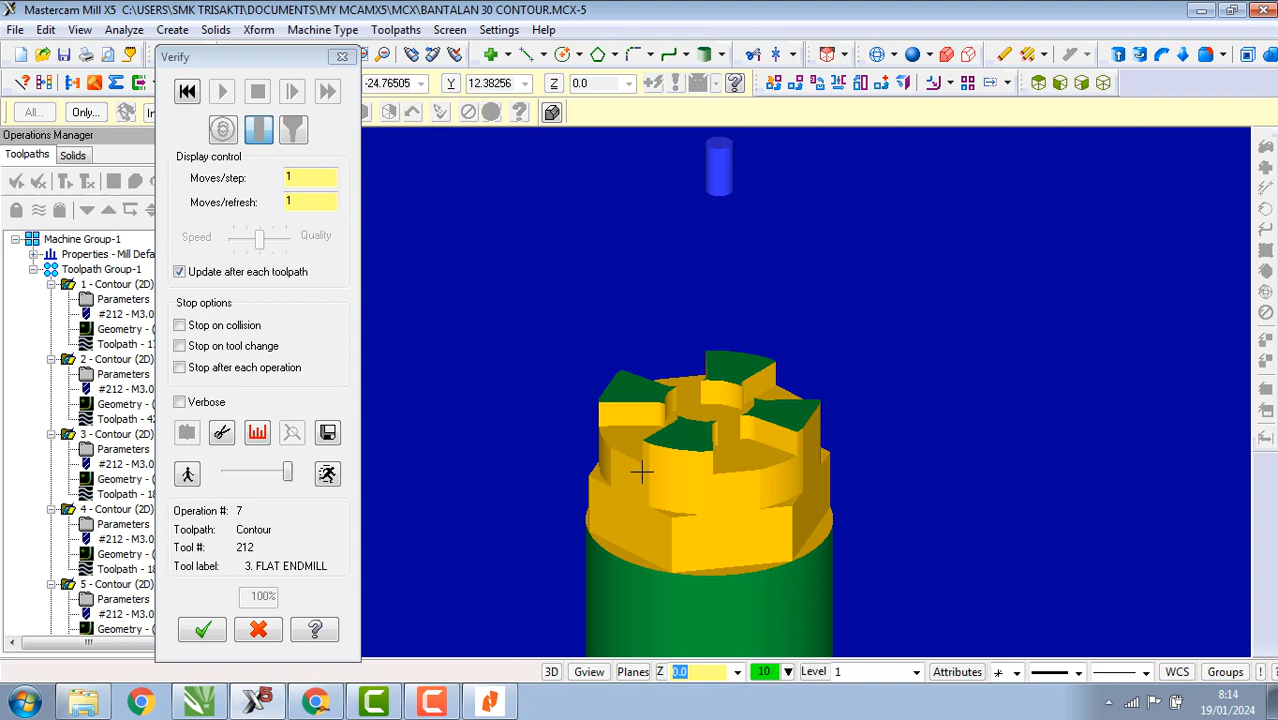 Mastercam Mill X5 C:\USERS\SMK TRISAKTI\DOCUMENTS\MY MCAMX5\MCX\BANTALAN 30 CONTOUR.MCX-5
File Edit View Analyze Create Solids Xform Machine Type Toolpaths Screen Settings Help
-24.76505 Y 12.38256 Z 0.0
All... Only...
Operations Manager
Toolpaths Solids
Machine Group-1
Properties - Mill Defa
Toolpath Group-1
1 - Contour (2D)
Parameters
#212 - M3.0
Geometry - (
Toolpath - 17
2 - Contour (2D)
Parameters
#212 - M3.0
Geometry - (
Toolpath - 42
3 - Contour (2D)
Parameters
#212 - M3.0
Geometry - (
Toolpath - 18
4 - Contour (2D)
Parameters
#212 - M3.0
Geometry - (
Toolpath - 18
5 - Contour (2D)
Parameters
#212 - M3.0
Geometry - (
Verify
Display control
Moves/step: 1
Moves/refresh: 1
Speed Quality
Update after each toolpath
Stop options
Stop on collision
Stop on tool change
Stop after each operation
Verbose
Operation #: 7
Toolpath: Contour
Tool #: 212
Tool label: 3. FLAT ENDMILL
100%
3D Gview Planes Z 0.0 10 Level 1 Attributes WCS Groups
8:14
19/01/2024